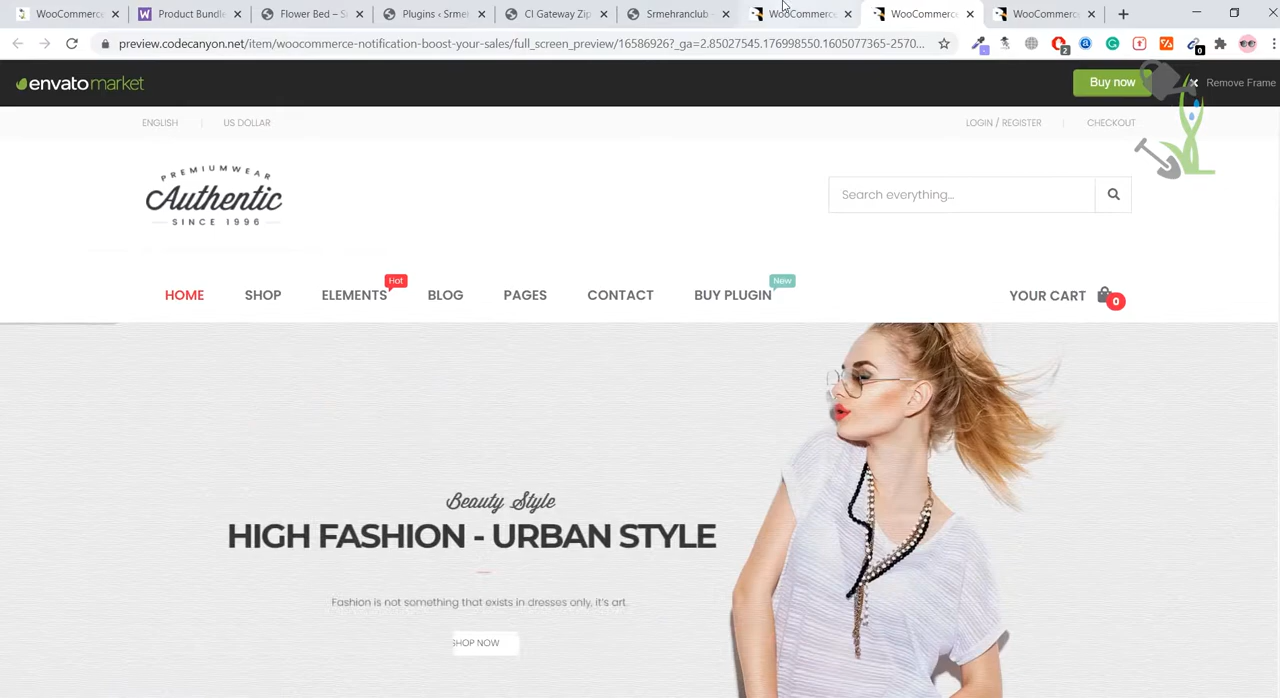 WooCommerce
Product Bundle
Flower Bed – S
Plugins ‹ Srme
CI Gateway Zip
Srmehranclub
WooCommerce
WooCommerce
WooCommerce
preview.codecanyon.net/item/woocommerce-notification-boost-your-sales/full_screen_preview/16586926?_ga=2.85027545.176998550.1605077365-2570...
2
0
envatomarket
Buy now
Remove Frame
ENGLISH
US DOLLAR
LOGIN / REGISTER
CHECKOUT
PREMIUMWEAR
Authentic
SINCE 1996
Search everything...
Hot
New
HOME
SHOP
ELEMENTS
BLOG
PAGES
CONTACT
BUY PLUGIN
YOUR CART
0
Beauty Style
HIGH FASHION - URBAN STYLE
Fashion is not something that exists in dresses only, it's art.
SHOP NOW